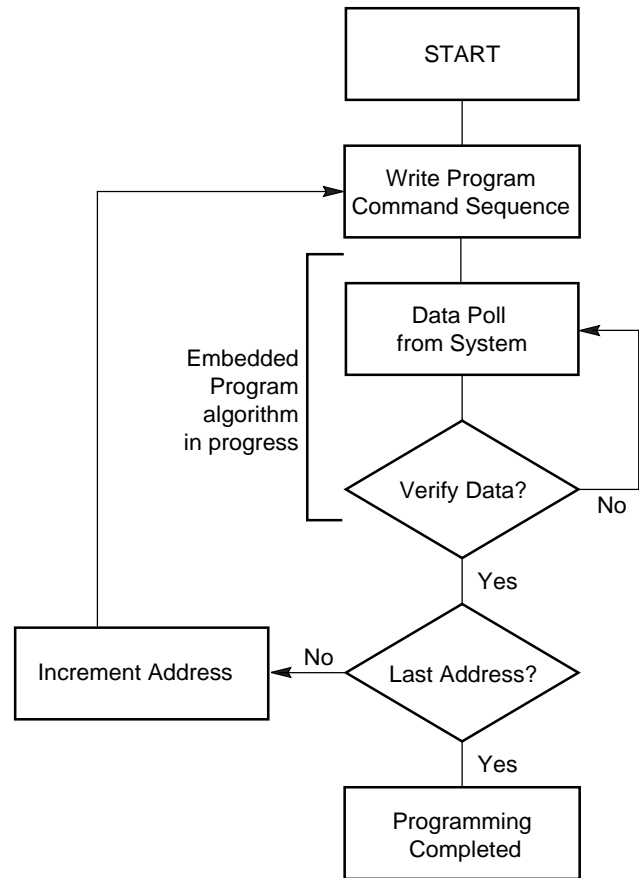 START
Write Program
Command Sequence
Data Poll
from System
Embedded
Program
algorithm
in progress
Verify Data?
No
Yes
Last Address?
No
Increment Address
Yes
Programming
Completed